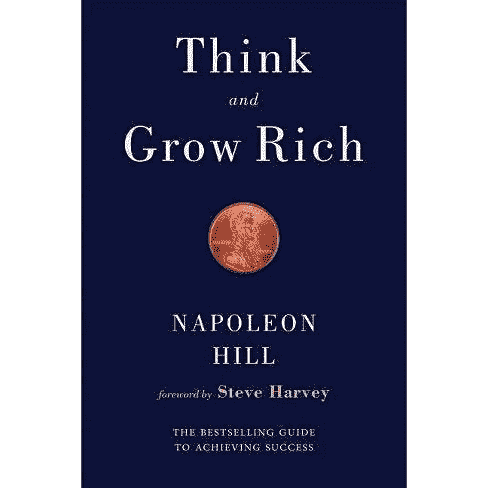 Think
and
Grow Rich
NAPOLEON
HILL
foreword by Steve Harvey
THE BESTSELLING GUIDE
TO ACHIEVING SUCCESS